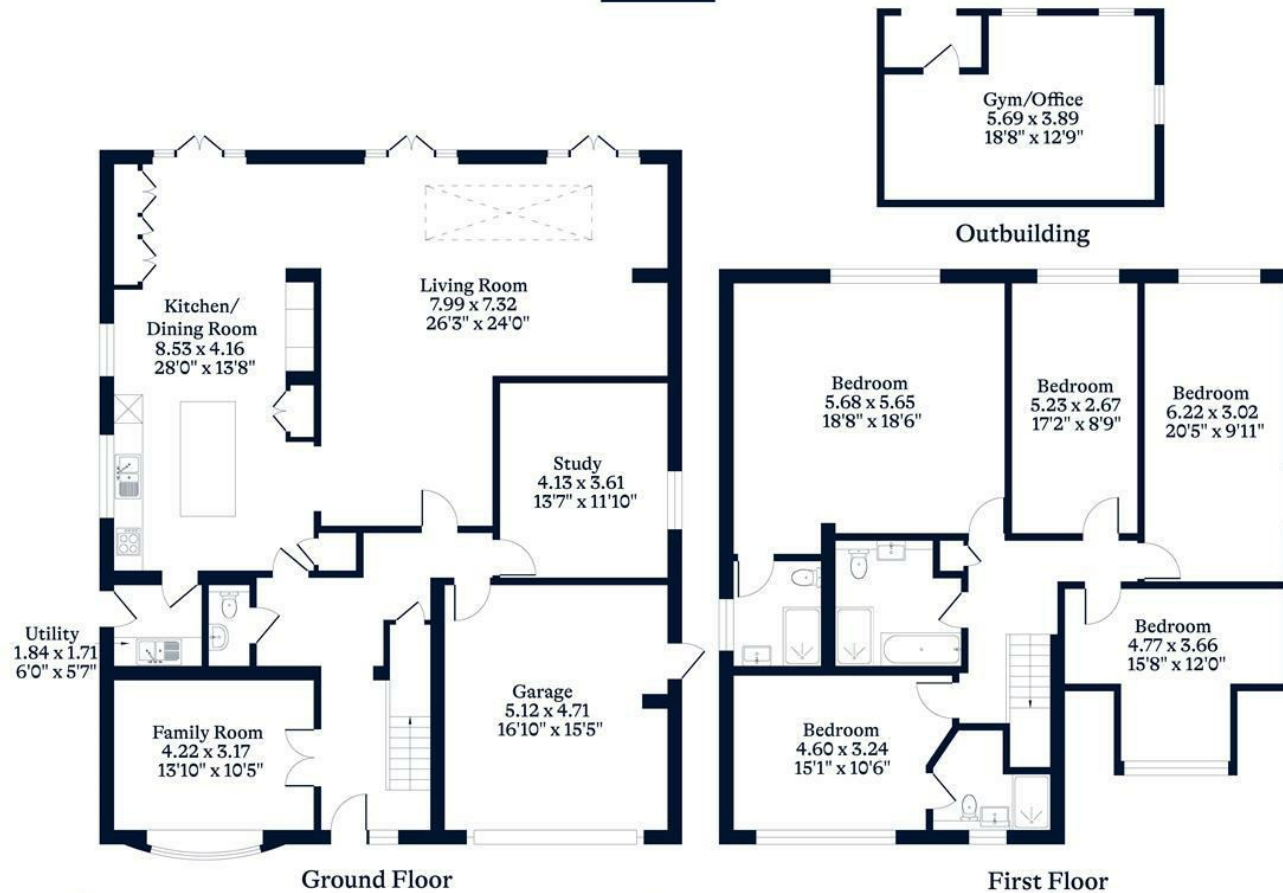 Gym/Office
5.69 x 3.89
18'8" x 12'9"
Outbuilding
Kitchen/
Dining Room
8.53 x 4.16
28'0" x 13'8"
Living Room
7.99 x 7.32
26'3" x 24'0"
Study
4.13 x 3.61
13'7" x 11'10"
Utility
1.84 x 1.71
6'0" x 5'7"
Family Room
4.22 x 3.17
13'10" x 10'5"
Garage
5.12 x 4.71
16'10" x 15'5"
Ground Floor
Bedroom
5.68 x 5.65
18'8" x 18'6"
Bedroom
5.23 x 2.67
17'2" x 8'9"
Bedroom
6.22 x 3.02
20'5" x 9'11"
Bedroom
4.77 x 3.66
15'8" x 12'0"
Bedroom
4.60 x 3.24
15'1" x 10'6"
First Floor